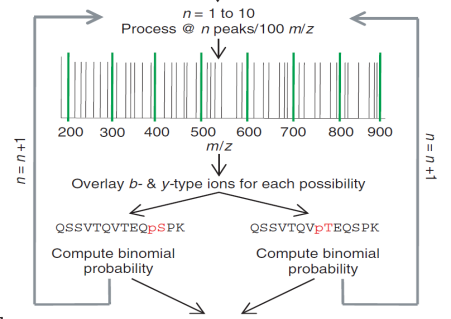 n = 1 to 10
Process @ n peaks/100 m/z
200 300 400 500 600 700 800 900
m/z
n = n +1
n = n +1
Overlay b- & y-type ions for each possibility
QSSVTQVTEQpSPK
QSSVTQVpTEQSPK
Compute binomial
probability
Compute binomial
probability